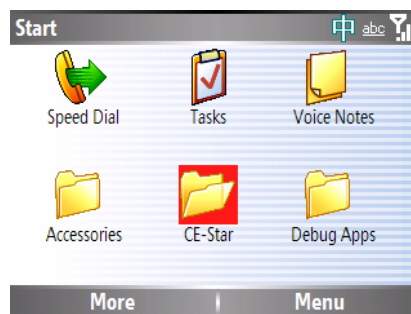 Start 中 abc
Speed Dial Tasks Voice Notes
Accessories CE-Star Debug Apps
More Menu